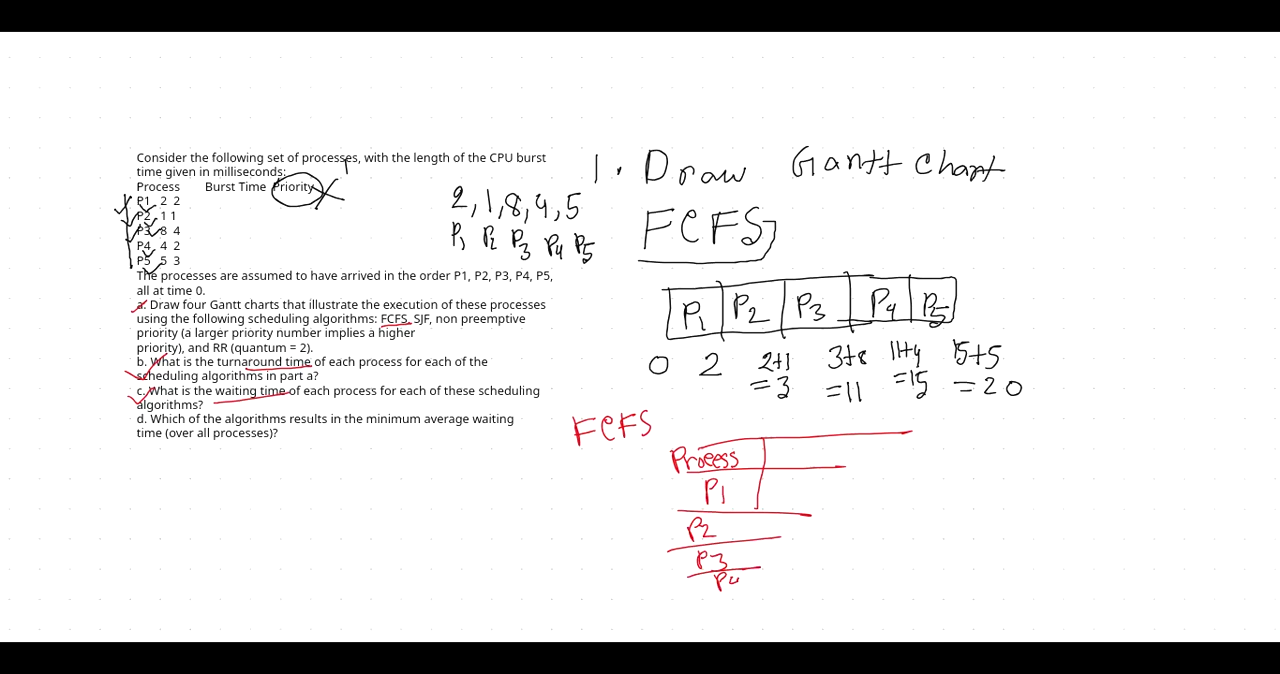 Consider the following set of processes, with the length of the CPU burst
time given in milliseconds:
Process Burst Time Priority
P1 2 2
P2 1 1
P3 8 4
P4 4 2
P5 5 3
The processes are assumed to have arrived in the order P1, P2, P3, P4, P5,
all at time 0.
a. Draw four Gantt charts that illustrate the execution of these processes
using the following scheduling algorithms: FCFS, SJF, non preemptive
priority (a larger priority number implies a higher
priority), and RR (quantum = 2).
b. What is the turnaround time of each process for each of the
scheduling algorithms in part a?
c. What is the waiting time of each process for each of these scheduling
algorithms?
d. Which of the algorithms results in the minimum average waiting
time (over all processes)?
2, 1, 8, 4, 5
P1 P2 P3 P4 P5
1. Draw Gantt chart
FCFS
P1 P2 P3 P4 P5
0 2 2+1 3+8 11+4 15+5
=3 =11 =15 =20
FCFS
Process
P1
P2
P3
P4